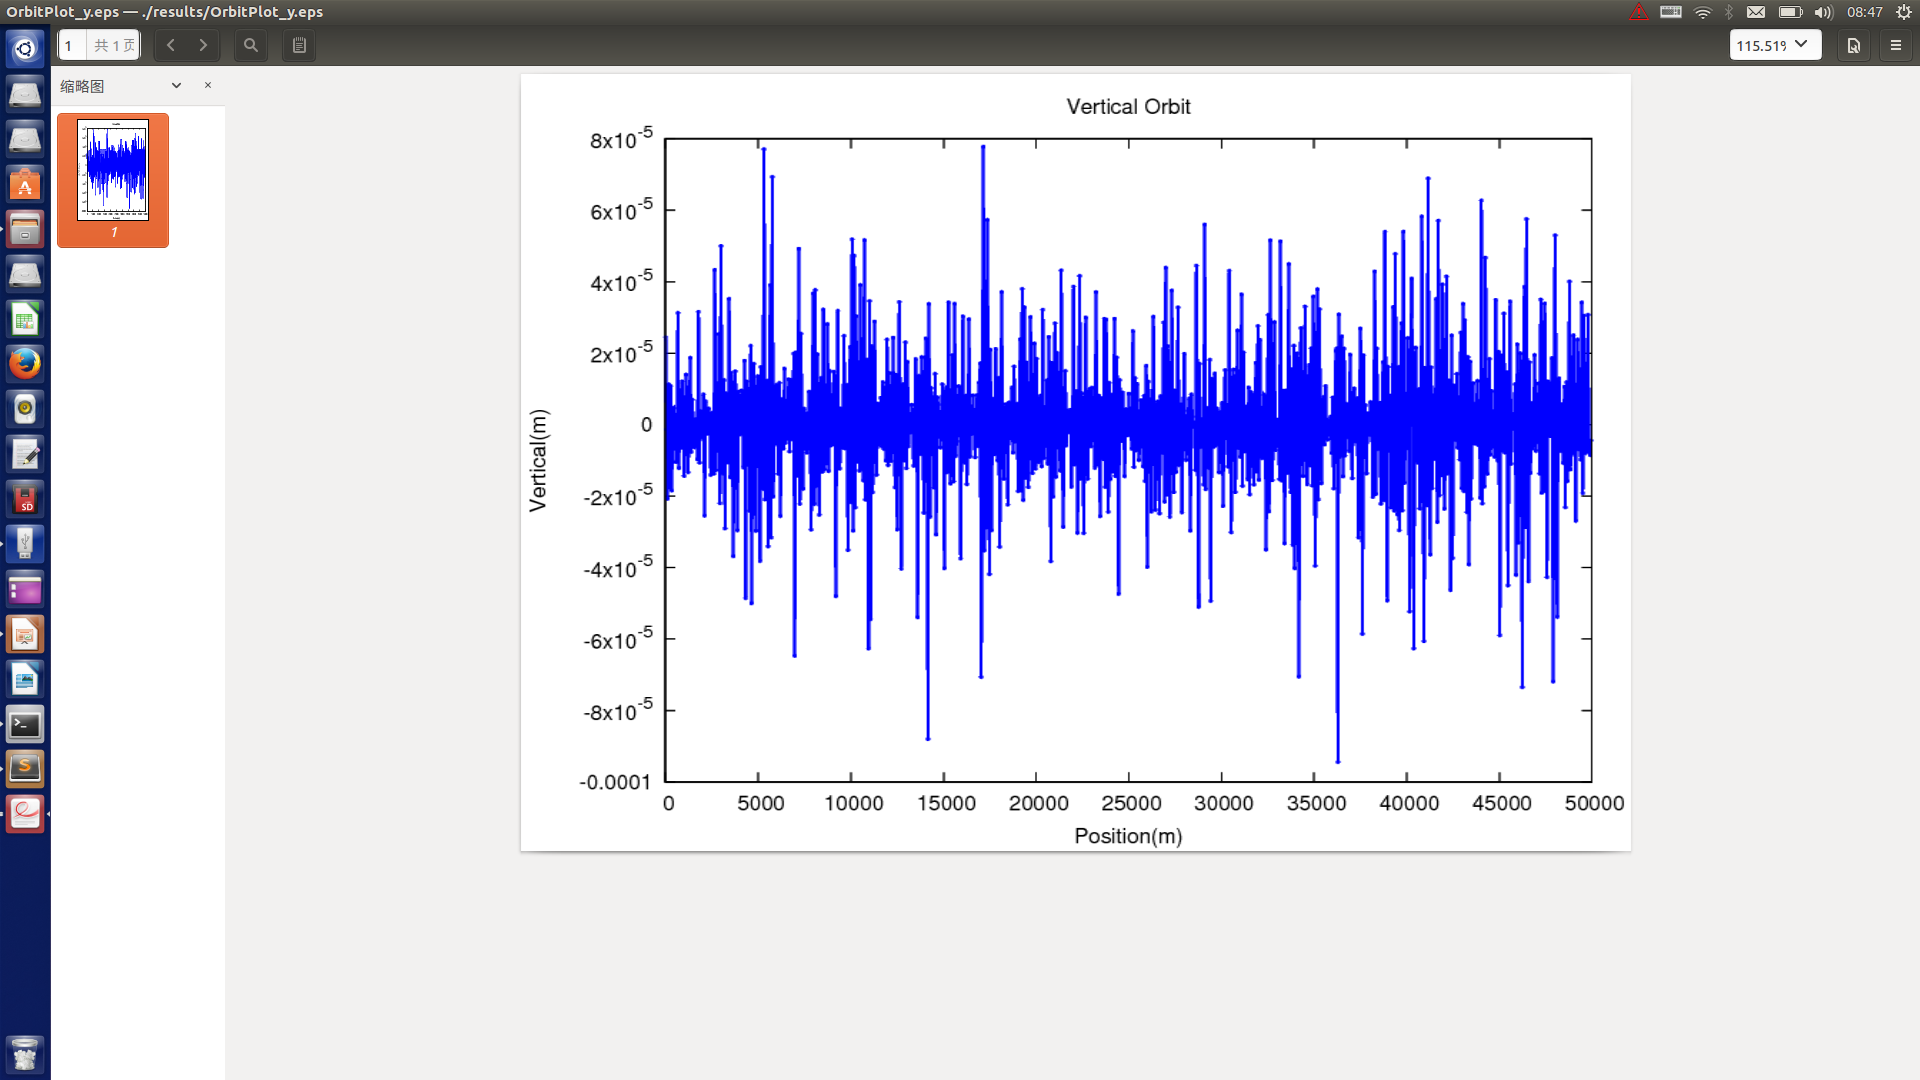 OrbitPlot_y.eps — ./results/OrbitPlot_y.eps
08:47
1
共 1 页
115.51%
缩略图
1
Vertical Orbit
8x10-5
6x10-5
4x10-5
2x10-5
0
-2x10-5
-4x10-5
-6x10-5
-8x10-5
-0.0001
Vertical(m)
0 5000 10000 15000 20000 25000 30000 35000 40000 45000 50000
Position(m)
SD